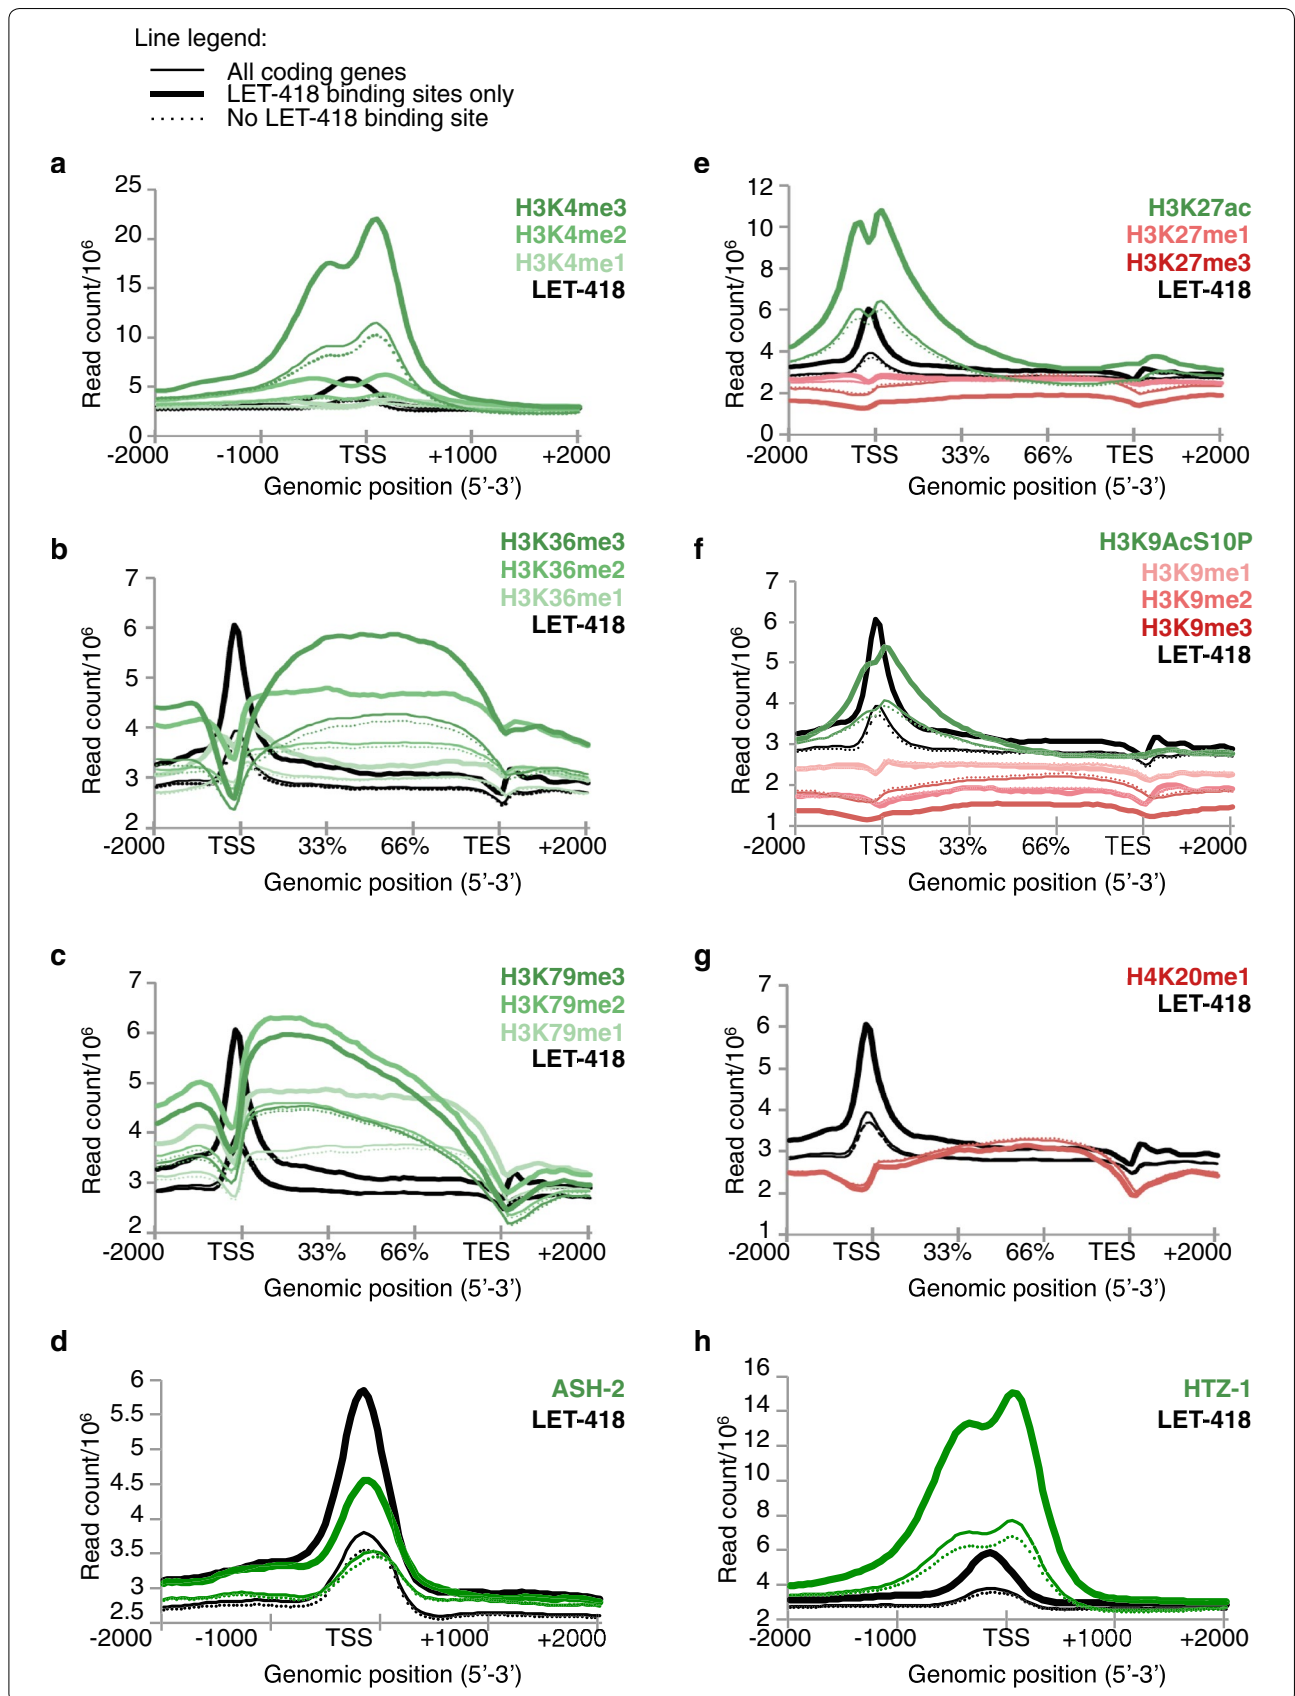 Line legend:
All coding genes
LET-418 binding sites only
No LET-418 binding site
a
25
20
15
10
5
0
Read count/10⁶
-2000 -1000 TSS +1000 +2000
Genomic position (5’-3’)
H3K4me3
H3K4me2
H3K4me1
LET-418
b
7
6
5
4
3
2
Read count/10⁶
-2000 TSS 33% 66% TES +2000
Genomic position (5’-3’)
H3K36me3
H3K36me2
H3K36me1
LET-418
c
7
6
5
4
3
2
Read count/10⁶
-2000 TSS 33% 66% TES +2000
Genomic position (5’-3’)
H3K79me3
H3K79me2
H3K79me1
LET-418
d
6
5.5
5
4.5
4
3.5
3
2.5
Read count/10⁶
-2000 -1000 TSS +1000 +2000
Genomic position (5’-3’)
ASH-2
LET-418
e
12
10
8
6
4
2
0
Read count/10⁶
-2000 TSS 33% 66% TES +2000
Genomic position (5’-3’)
H3K27ac
H3K27me1
H3K27me3
LET-418
f
7
6
5
4
3
2
1
Read count/10⁶
-2000 TSS 33% 66% TES +2000
Genomic position (5’-3’)
H3K9AcS10P
H3K9me1
H3K9me2
H3K9me3
LET-418
g
7
6
5
4
3
2
1
Read count/10⁶
-2000 TSS 33% 66% TES +2000
Genomic position (5’-3’)
H4K20me1
LET-418
h
16
14
12
10
8
6
4
2
Read count/10⁶
-2000 -1000 TSS +1000 +2000
Genomic position (5’-3’)
HTZ-1
LET-418